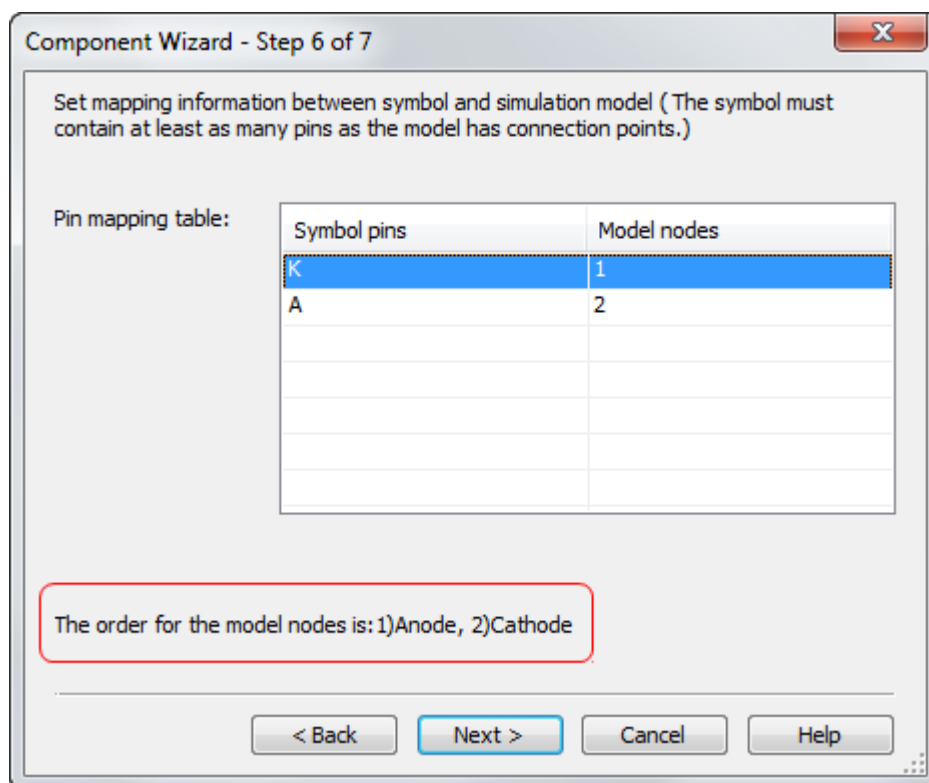 Component Wizard - Step 6 of 7
Set mapping information between symbol and simulation model ( The symbol must
contain at least as many pins as the model has connection points.)
Pin mapping table:
Symbol pins Model nodes
K 1
A 2
The order for the model nodes is:1)Anode, 2)Cathode
< Back Next > Cancel Help